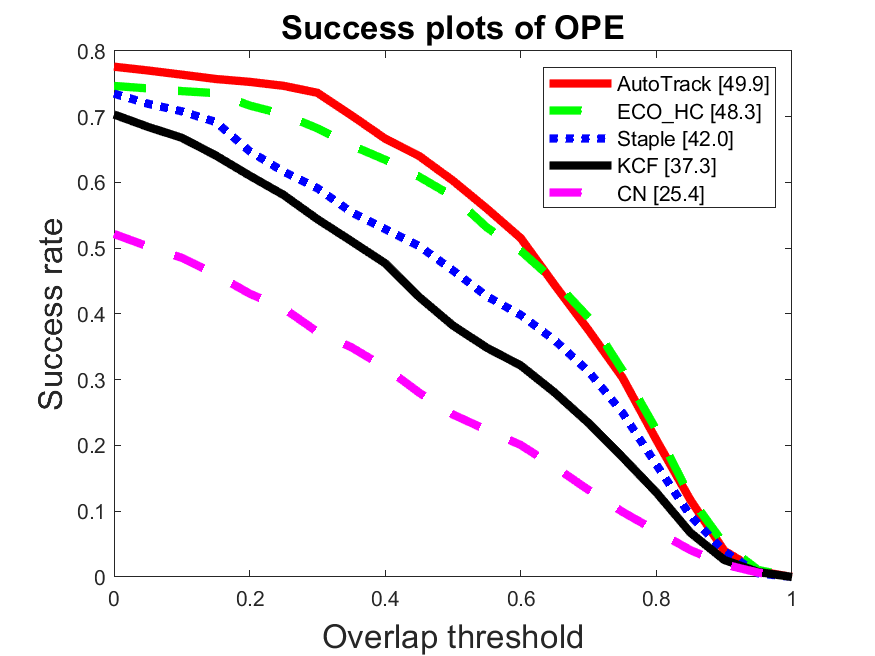 Success plots of OPE
0.8
0.7
0.6
0.5
0.4
0.3
0.2
0.1
0
Success rate
AutoTrack [49.9]
ECO_HC [48.3]
Staple [42.0]
KCF [37.3]
CN [25.4]
0 0.2 0.4 0.6 0.8 1
Overlap threshold